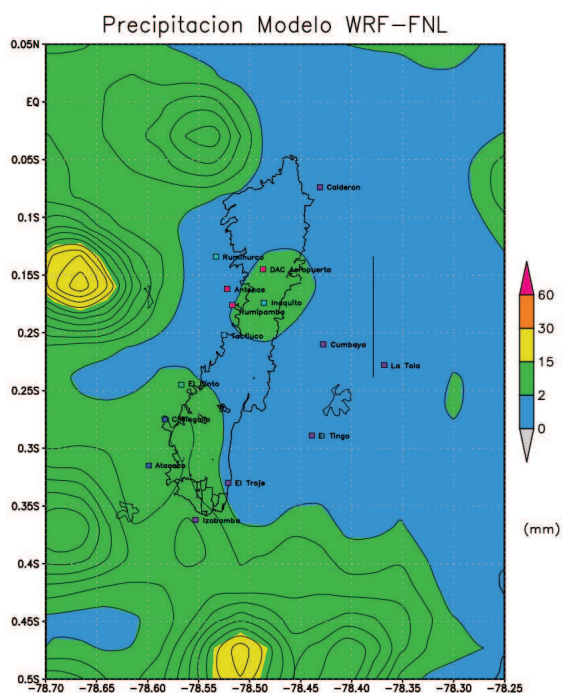 Precipitacion Modelo WRF-FNL
0.05N
EQ
0.05S
Calderon
0.1S
Rumihurco
DAC Aeropuerto
0.15S
Antenas
Inaquito
Rumipamba
0.2S
Toctiuco
Cumbaya
La Tola
El Pinto
0.25S
El Tingo
0.3S
Atacazo
El Troje
0.35S
Izobamba
0.4S
0.45S
0.5S
-78.70 -78.65 -78.60 -78.55 -78.50 -78.45 -78.40 -78.35 -78.30 -78.25
60
30
15
2
0
(mm)